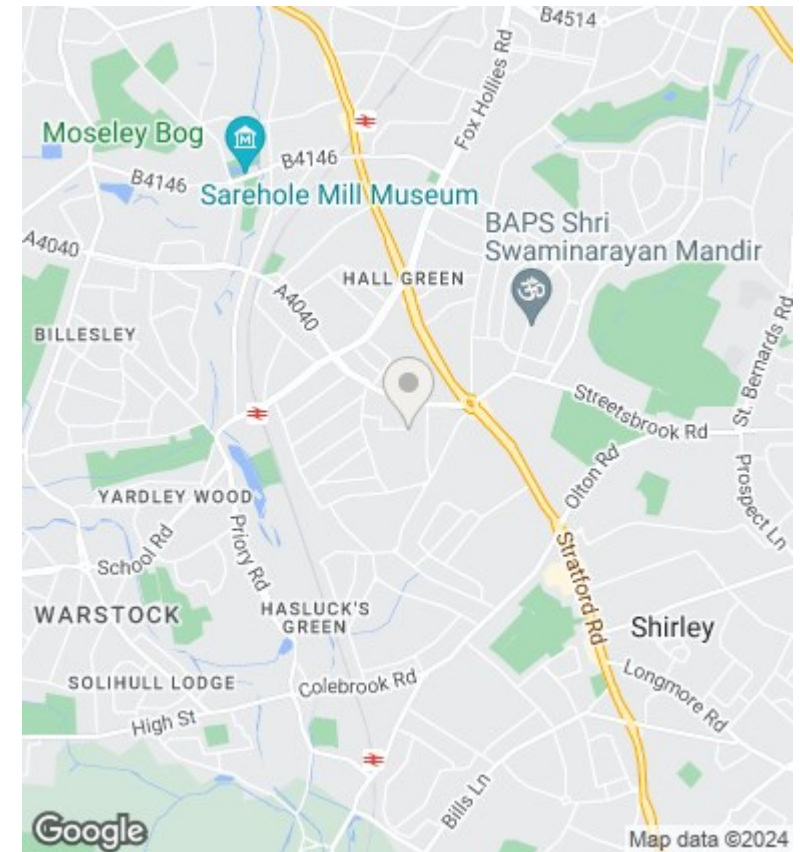 B4514
Fox Hollies Rd
Moseley Bog
B4146
B4146
Sarehole Mill Museum
A4040
BAPS Shri
Swaminarayan Mandir
HALL GREEN
A4040
BILLESLEY
St. Bernards Rd
Streetsbrook Rd
Olton Rd
Prospect Ln
YARDLEY WOOD
School Rd
Priory Rd
Stratford Rd
WARSTOCK
HASLUCK'S
GREEN
Shirley
SOLIHULL LODGE
Colebrook Rd
Longmore Rd
High St
Bills Ln
Google
Map data ©2024